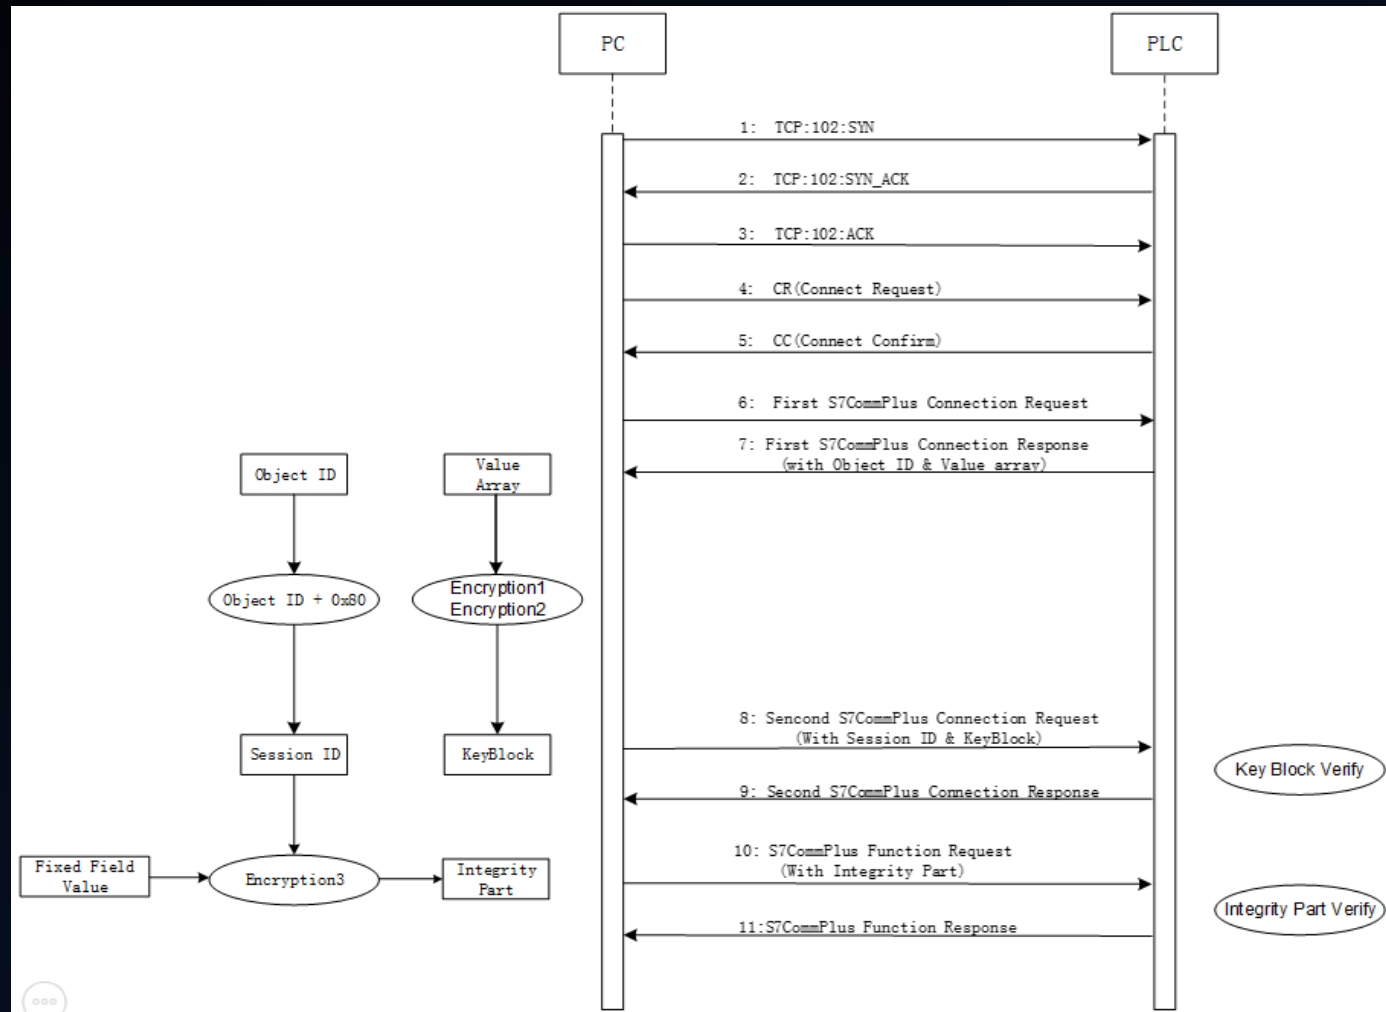 PC
PLC
1: TCP:102:SYN
2: TCP:102:SYN_ACK
3: TCP:102:ACK
4: CR(Connect Request)
5: CC(Connect Confirm)
6: First S7CommPlus Connection Request
7: First S7CommPlus Connection Response
(with Object ID & Value array)
Object ID
Value
Array
Object ID + 0x80
Encryption1
Encryption2
8: Sencond S7CommPlus Connection Request
(With Session ID & KeyBlock)
Session ID
KeyBlock
Key Block Verify
9: Second S7CommPlus Connection Response
10: S7CommPlus Function Request
(With Integrity Part)
Fixed Field
Value
Encryption3
Integrity
Part
Integrity Part Verify
11:S7CommPlus Function Response